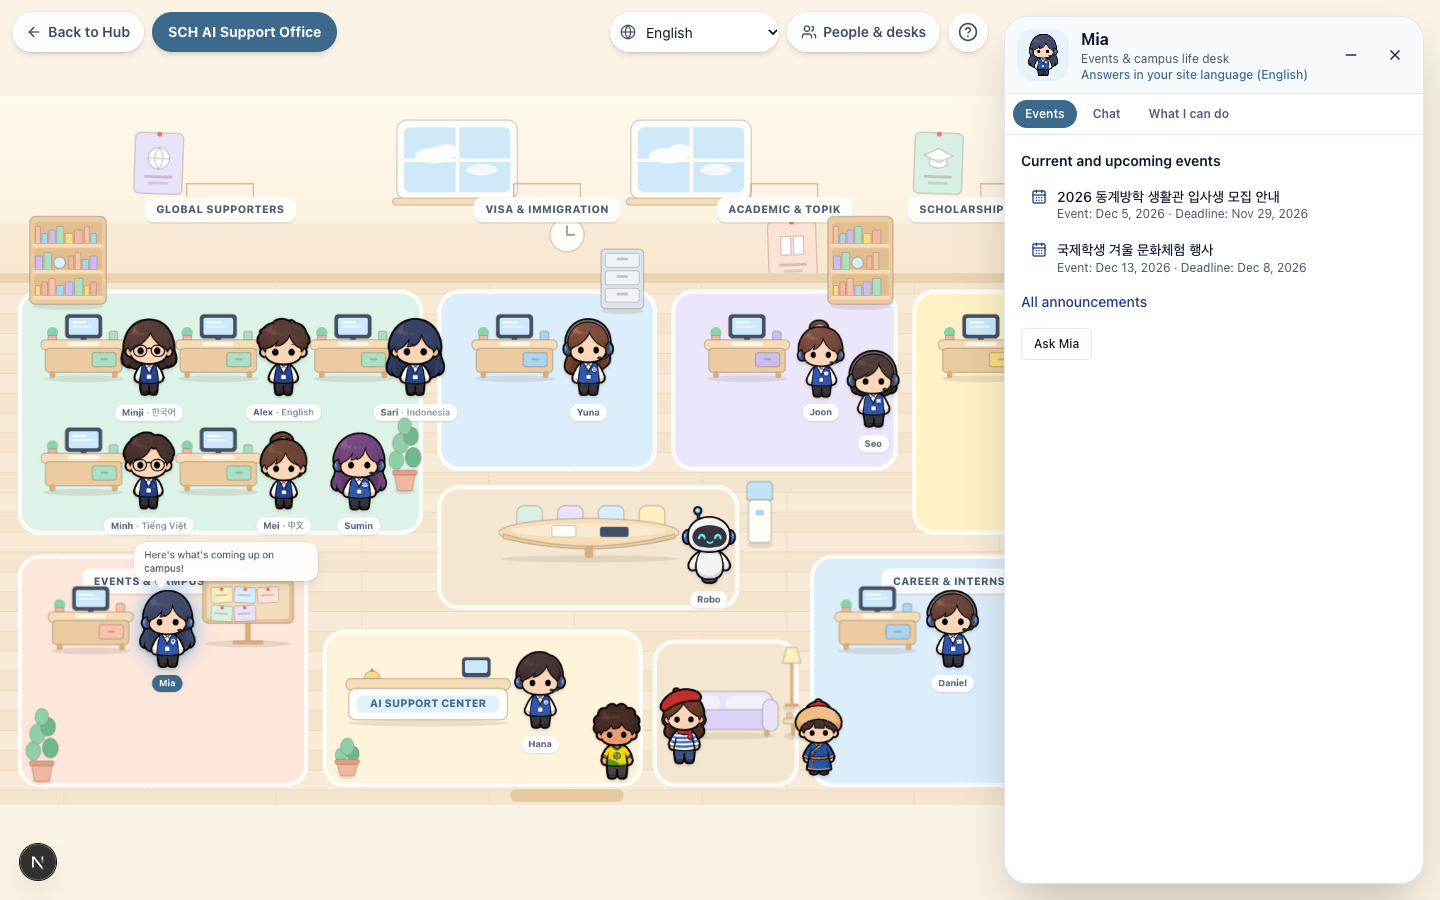 Back to Hub
SCH AI Support Office
English
People & desks
Mia
Events & campus life desk
Answers in your site language (English)
Events
Chat
What I can do
Current and upcoming events
2026 동계방학 생활관 입사생 모집 안내
Event: Dec 5, 2026 · Deadline: Nov 29, 2026
국제학생 겨울 문화체험 행사
Event: Dec 13, 2026 · Deadline: Dec 8, 2026
All announcements
Ask Mia
GLOBAL SUPPORTERS
VISA & IMMIGRATION
ACADEMIC & TOPIK
SCHOLARSHIP
Minji · 한국어
Alex · English
Sari · Indonesia
Yuna
Joon
Seo
Minh · Tiếng Việt
Mei · 中文
Sumin
Here's what's coming up on
campus!
EVENTS &
Robo
CAREER & INTERNS
Mia
AI SUPPORT CENTER
Hana
Daniel
N